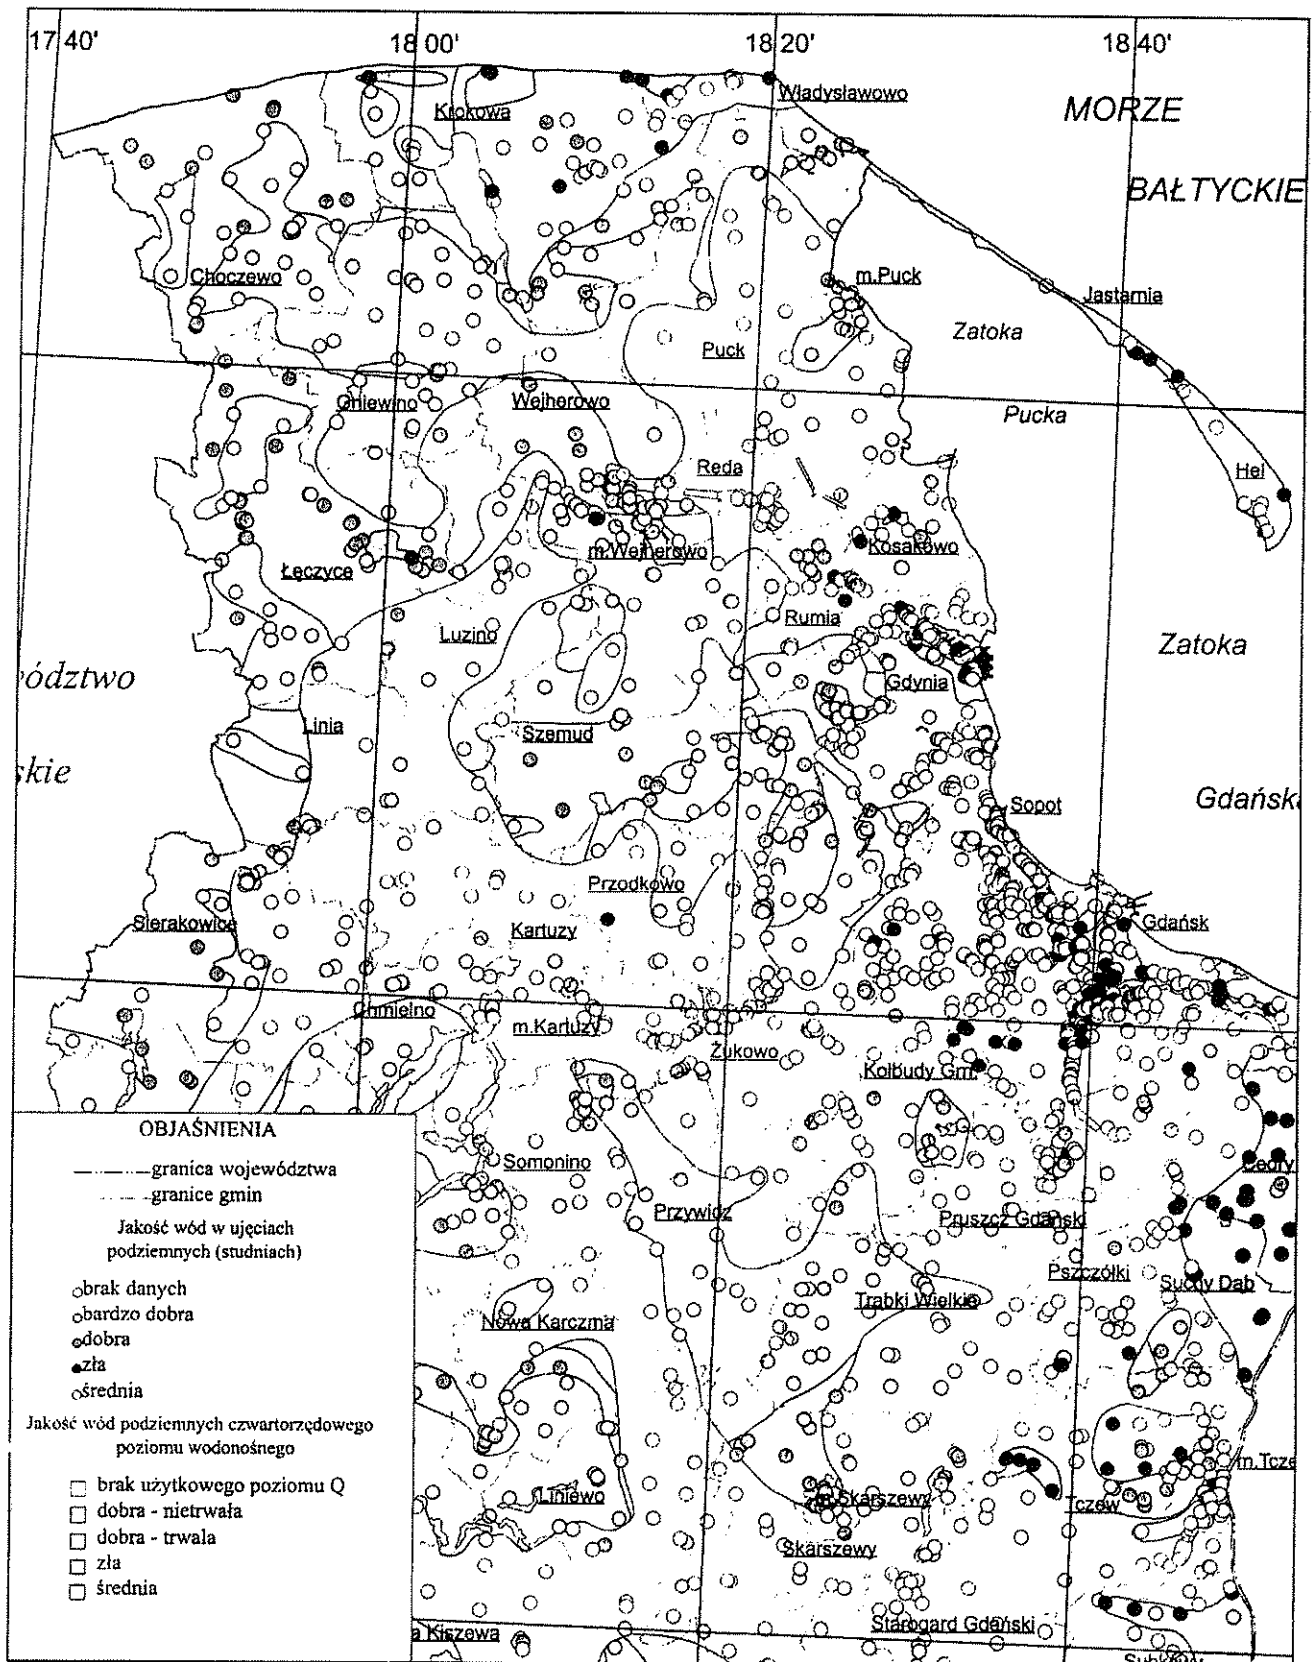 17 40'
18 00'
18 20'
18 40'
Krokowa
Władysławowo
MORZE
BAŁTYCKIE
Choczewo
m.Puck
Jastarnia
Zatoka
Puck
Gniewino
Wejherowo
Pucka
Reda
Hel
m.Wejherowo
Kosakowo
Łęczyce
Rumia
Luzino
Zatoka
ództwo
Gdynia
Linia
Szemud
skie
Gdańska
Sopot
Przodkowo
Sierakowice
Kartuzy
Gdańsk
Chmielno
m.Kartuzy
Żukowo
Kolbudy Grn.
OBJAŚNIENIA
granica województwa
granice gmin
Jakość wód w ujęciach
podziemnych (studniach)
brak danych
bardzo dobra
dobra
zła
średnia
Jakość wód podziemnych czwartorzędowego
poziomu wodonośnego
brak użytkowego poziomu Q
dobra - nietrwała
dobra - trwala
zła
średnia
Somonino
Cedry
Przywidz
Pruszcz Gdański
Pszczółki
Suchy Dąb
Trąbki Wielkie
Nowa Karczma
m.Tcze
Liniewo
m.Skarszewy
Tczew
Skarszewy
Starogard Gdański
a Kiszewa
Subkowy